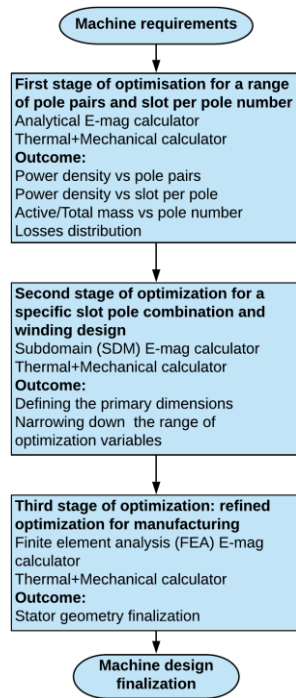 Machine requirements
First stage of optimisation for a range
of pole pairs and slot per pole number
Analytical E-mag calculator
Thermal+Mechanical calculator
Outcome:
Power density vs pole pairs
Power density vs slot per pole
Active/Total mass vs pole number
Losses distribution
Second stage of optimization for a
specific slot pole combination and
winding design
Subdomain (SDM) E-mag calculator
Thermal+Mechanical calculator
Outcome:
Defining the primary dimensions
Narrowing down the range of
optimization variables
Third stage of optimization: refined
optimization for manufacturing
Finite element analysis (FEA) E-mag
calculator
Thermal+Mechanical calculator
Outcome:
Stator geometry finalization
Machine design
finalization